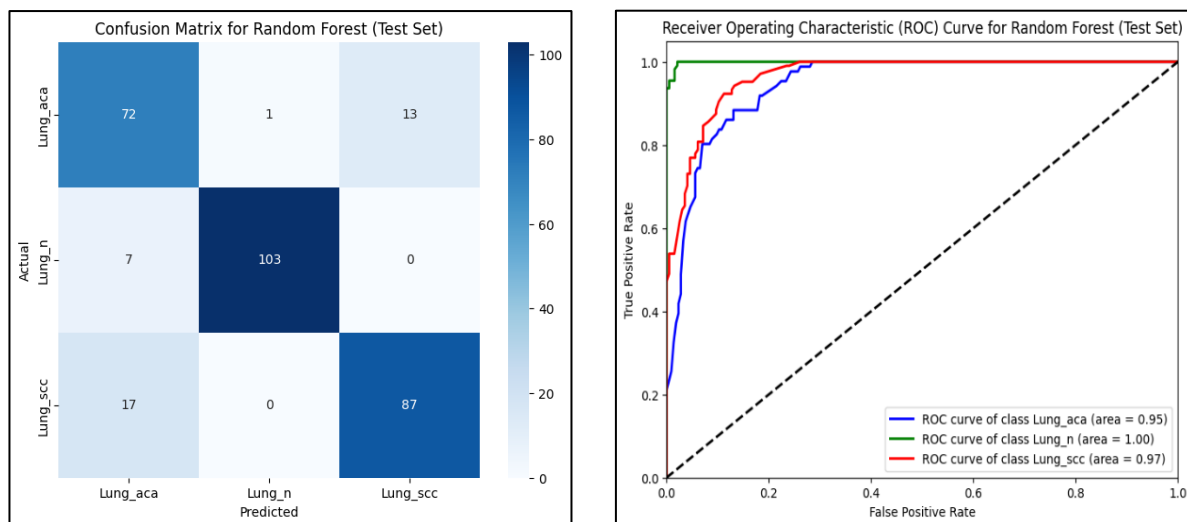 Confusion Matrix for Random Forest (Test Set)
Lung_aca
Lung_n
Lung_scc
Actual
72 1 13
7 103 0
17 0 87
Lung_aca Lung_n Lung_scc
Predicted
100
80
60
40
20
0
Receiver Operating Characteristic (ROC) Curve for Random Forest (Test Set)
True Positive Rate
1.0
0.8
0.6
0.4
0.2
0.0
ROC curve of class Lung_aca (area = 0.95)
ROC curve of class Lung_n (area = 1.00)
ROC curve of class Lung_scc (area = 0.97)
0.0 0.2 0.4 0.6 0.8 1.0
False Positive Rate